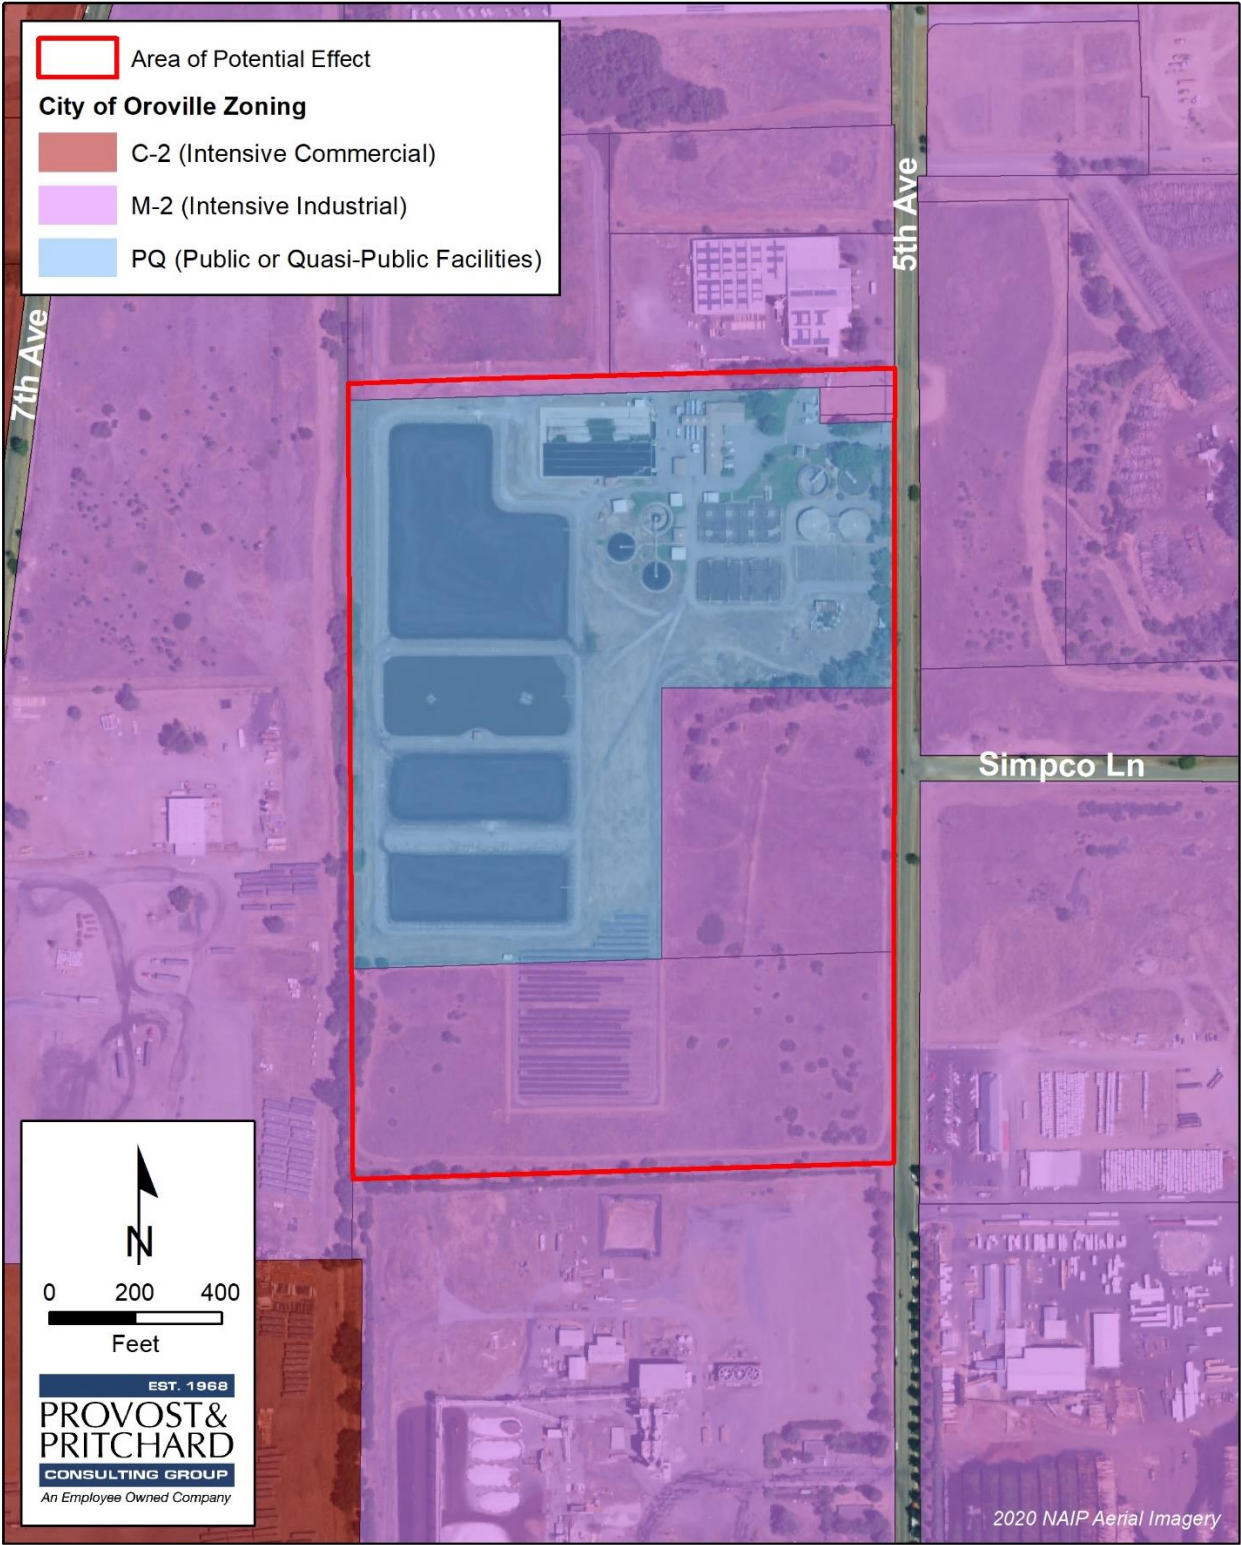 Area of Potential Effect
City of Oroville Zoning
C-2 (Intensive Commercial)
M-2 (Intensive Industrial)
PQ (Public or Quasi-Public Facilities)
5th Ave
7th Ave
Simpco Ln
N
0 200 400
Feet
EST. 1968
PROVOST&
PRITCHARD
CONSULTING GROUP
An Employee Owned Company
2020 NAIP Aerial Imagery